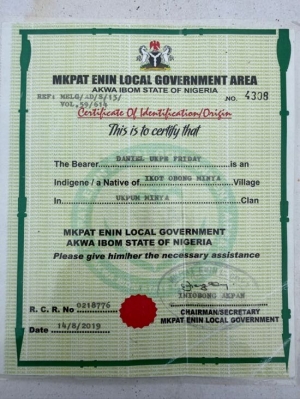 MKPAT ENIN LOCAL GOVERNMENT AREA
AKWA IBOM STATE OF NIGERIA
REF: MELG/AD/S/15/
VOL, 59/614
NO. 4308
Certificate Of Identification/Origin
This is to certify that
The Bearer DANIEL UKPE FRIDAY is an
Indigene / a Native of IKOT OBONG MINYA Village
In UKPUM MINYA Clan
MKPAT ENIN LOCAL GOVERNMENT
AKWA IBOM STATE OF NIGERIA
Please give him/her the necessary assistance
R. C. R. No 0218776
INYOBONG AKPAN
Date 14/8/2019
CHAIRMAN/SECRETARY
MKPAT ENIN LOCAL GOVERNMENT